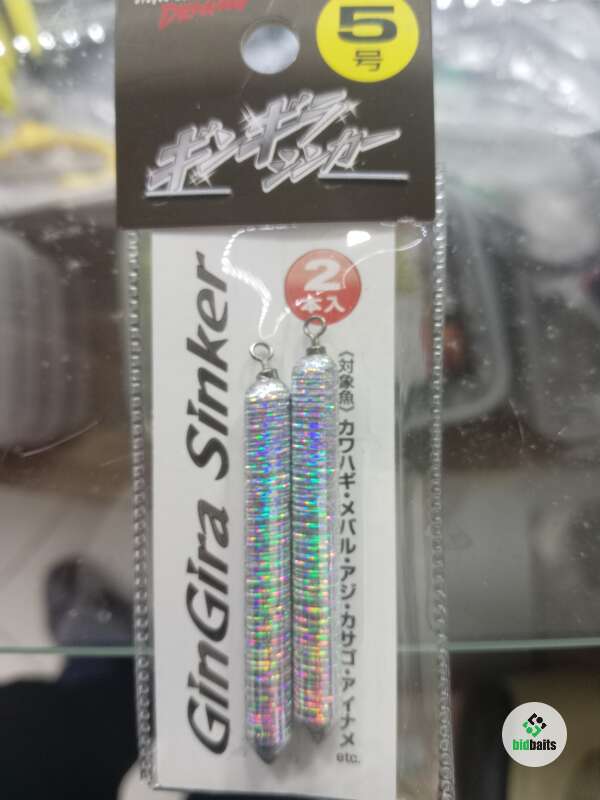 5
号
ギンギラ
シンカー
2
本入
GinGira Sinker
〈対象魚〉カワハギ・メバル・アジ・カサゴ・アイナメ
etc.
bidbaits